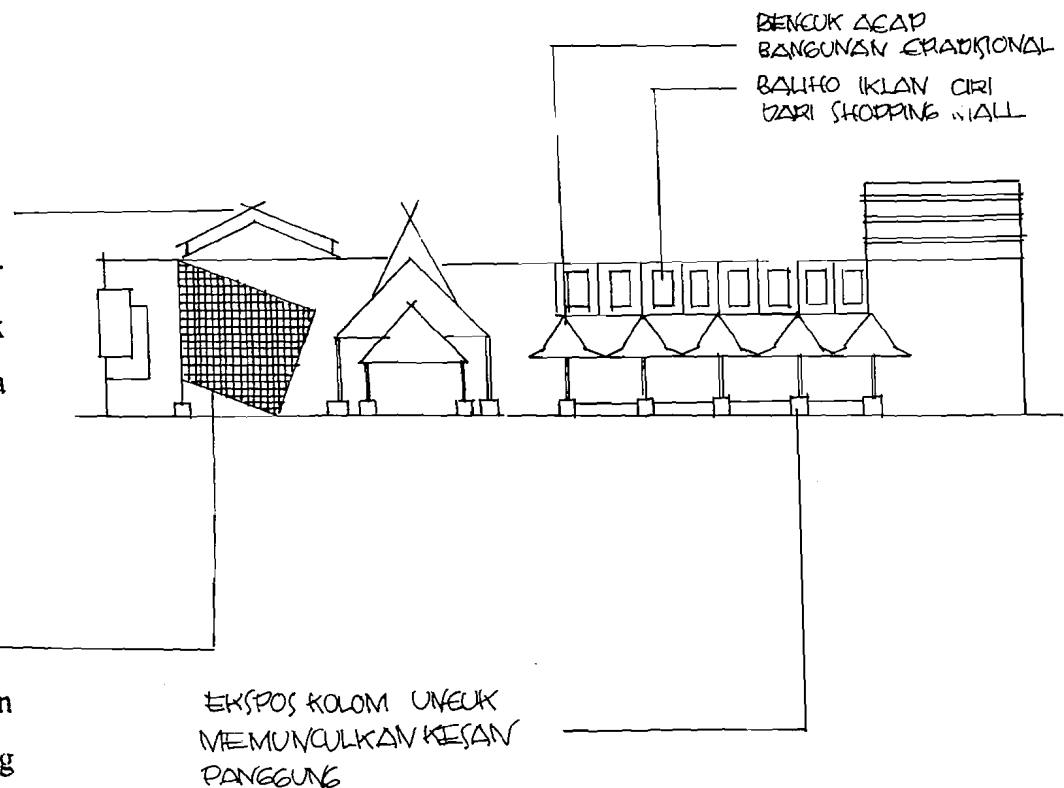 BENTUK ATAP
BANGUNAN TRADISIONAL
BALIHO IKLAN CIRI
DARI SHOPPING MALL
k
a
n
g
EKSPOS KOLOM UNTUK
MEMUNCULKAN KESAN
PANGGUNG